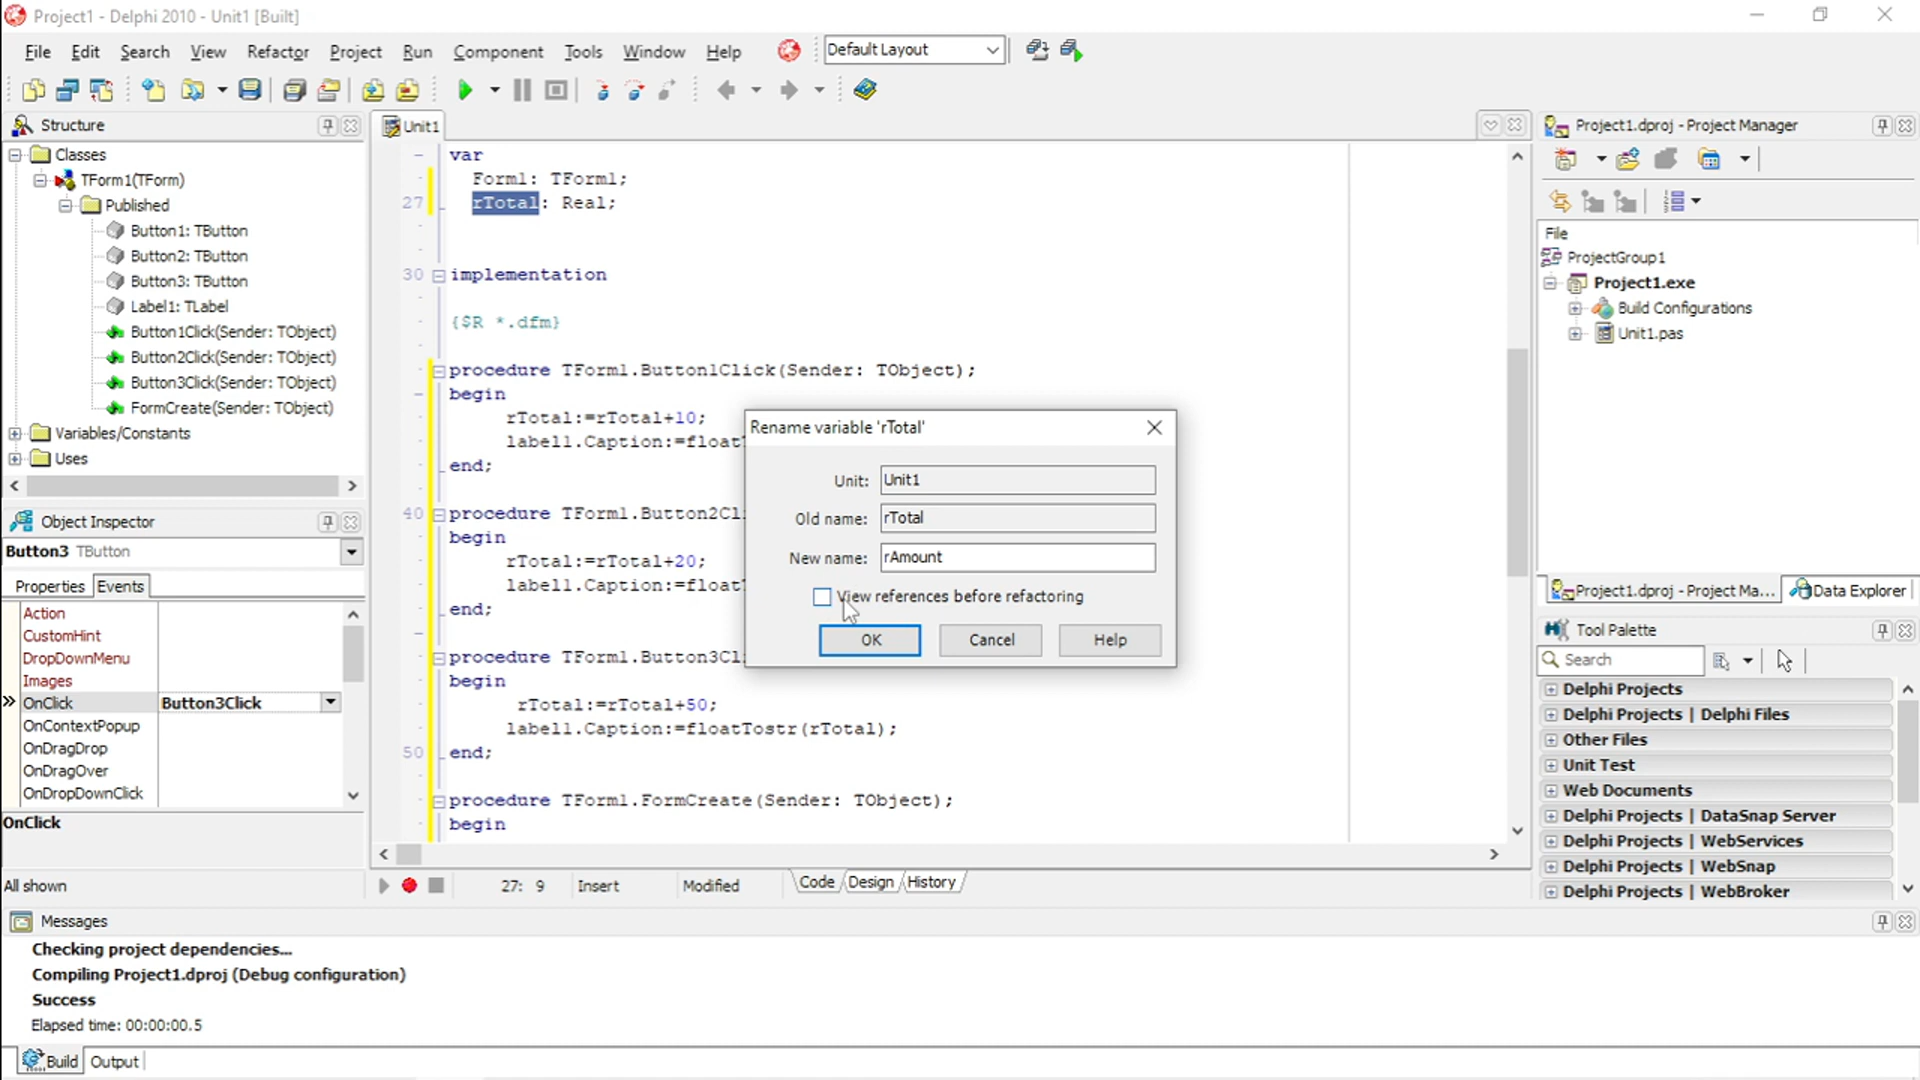 Project1 - Delphi 2010 - Unit1 [Built]
File Edit Search View Refactor Project Run Component Tools Window Help
Default Layout
Structure
Classes
TForm1(TForm)
Published
Button1: TButton
Button2: TButton
Button3: TButton
Label1: TLabel
Button1Click(Sender: TObject)
Button2Click(Sender: TObject)
Button3Click(Sender: TObject)
FormCreate(Sender: TObject)
Variables/Constants
Uses
Object Inspector
Button3 TButton
Properties Events
Action
CustomHint
DropDownMenu
Images
OnClick Button3Click
OnContextPopup
OnDragDrop
OnDragOver
OnDropDownClick
OnClick
All shown
Unit1
var
Form1: TForm1;
27 rTotal: Real;
30 implementation
{$R *.dfm}
procedure TForm1.Button1Click(Sender: TObject);
begin
rTotal:=rTotal+10;
label1.Caption:=floatT
end;
40 procedure TForm1.Button2Cl
begin
rTotal:=rTotal+20;
label1.Caption:=floatT
end;
procedure TForm1.Button3Cl
begin
rTotal:=rTotal+50;
label1.Caption:=floatTostr(rTotal);
50 end;
procedure TForm1.FormCreate(Sender: TObject);
begin
27: 9 Insert Modified Code Design History
Rename variable 'rTotal'
Unit: Unit1
Old name: rTotal
New name: rAmount
View references before refactoring
OK Cancel Help
Project1.dproj - Project Manager
File
ProjectGroup1
Project1.exe
Build Configurations
Unit1.pas
Project1.dproj - Project Ma... Data Explorer
Tool Palette
Search
Delphi Projects
Delphi Projects | Delphi Files
Other Files
Unit Test
Web Documents
Delphi Projects | DataSnap Server
Delphi Projects | WebServices
Delphi Projects | WebSnap
Delphi Projects | WebBroker
Messages
Checking project dependencies...
Compiling Project1.dproj (Debug configuration)
Success
Elapsed time: 00:00:00.5
Build Output